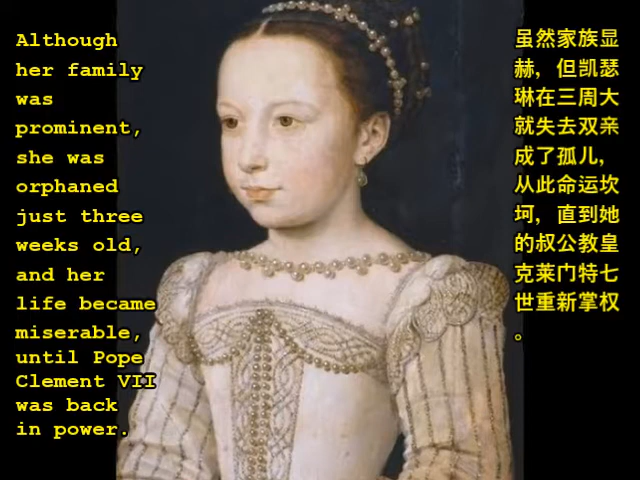 Although
her family
was
prominent,
she was
orphaned
just three
weeks old,
and her
life became
miserable,
until Pope
Clement VII
was back
in power.
虽然家族显
赫，但凯瑟
琳在三周大
就失去双亲
成了孤儿，
从此命运坎
坷，直到她
的叔公教皇
克莱门特七
世重新掌权
。